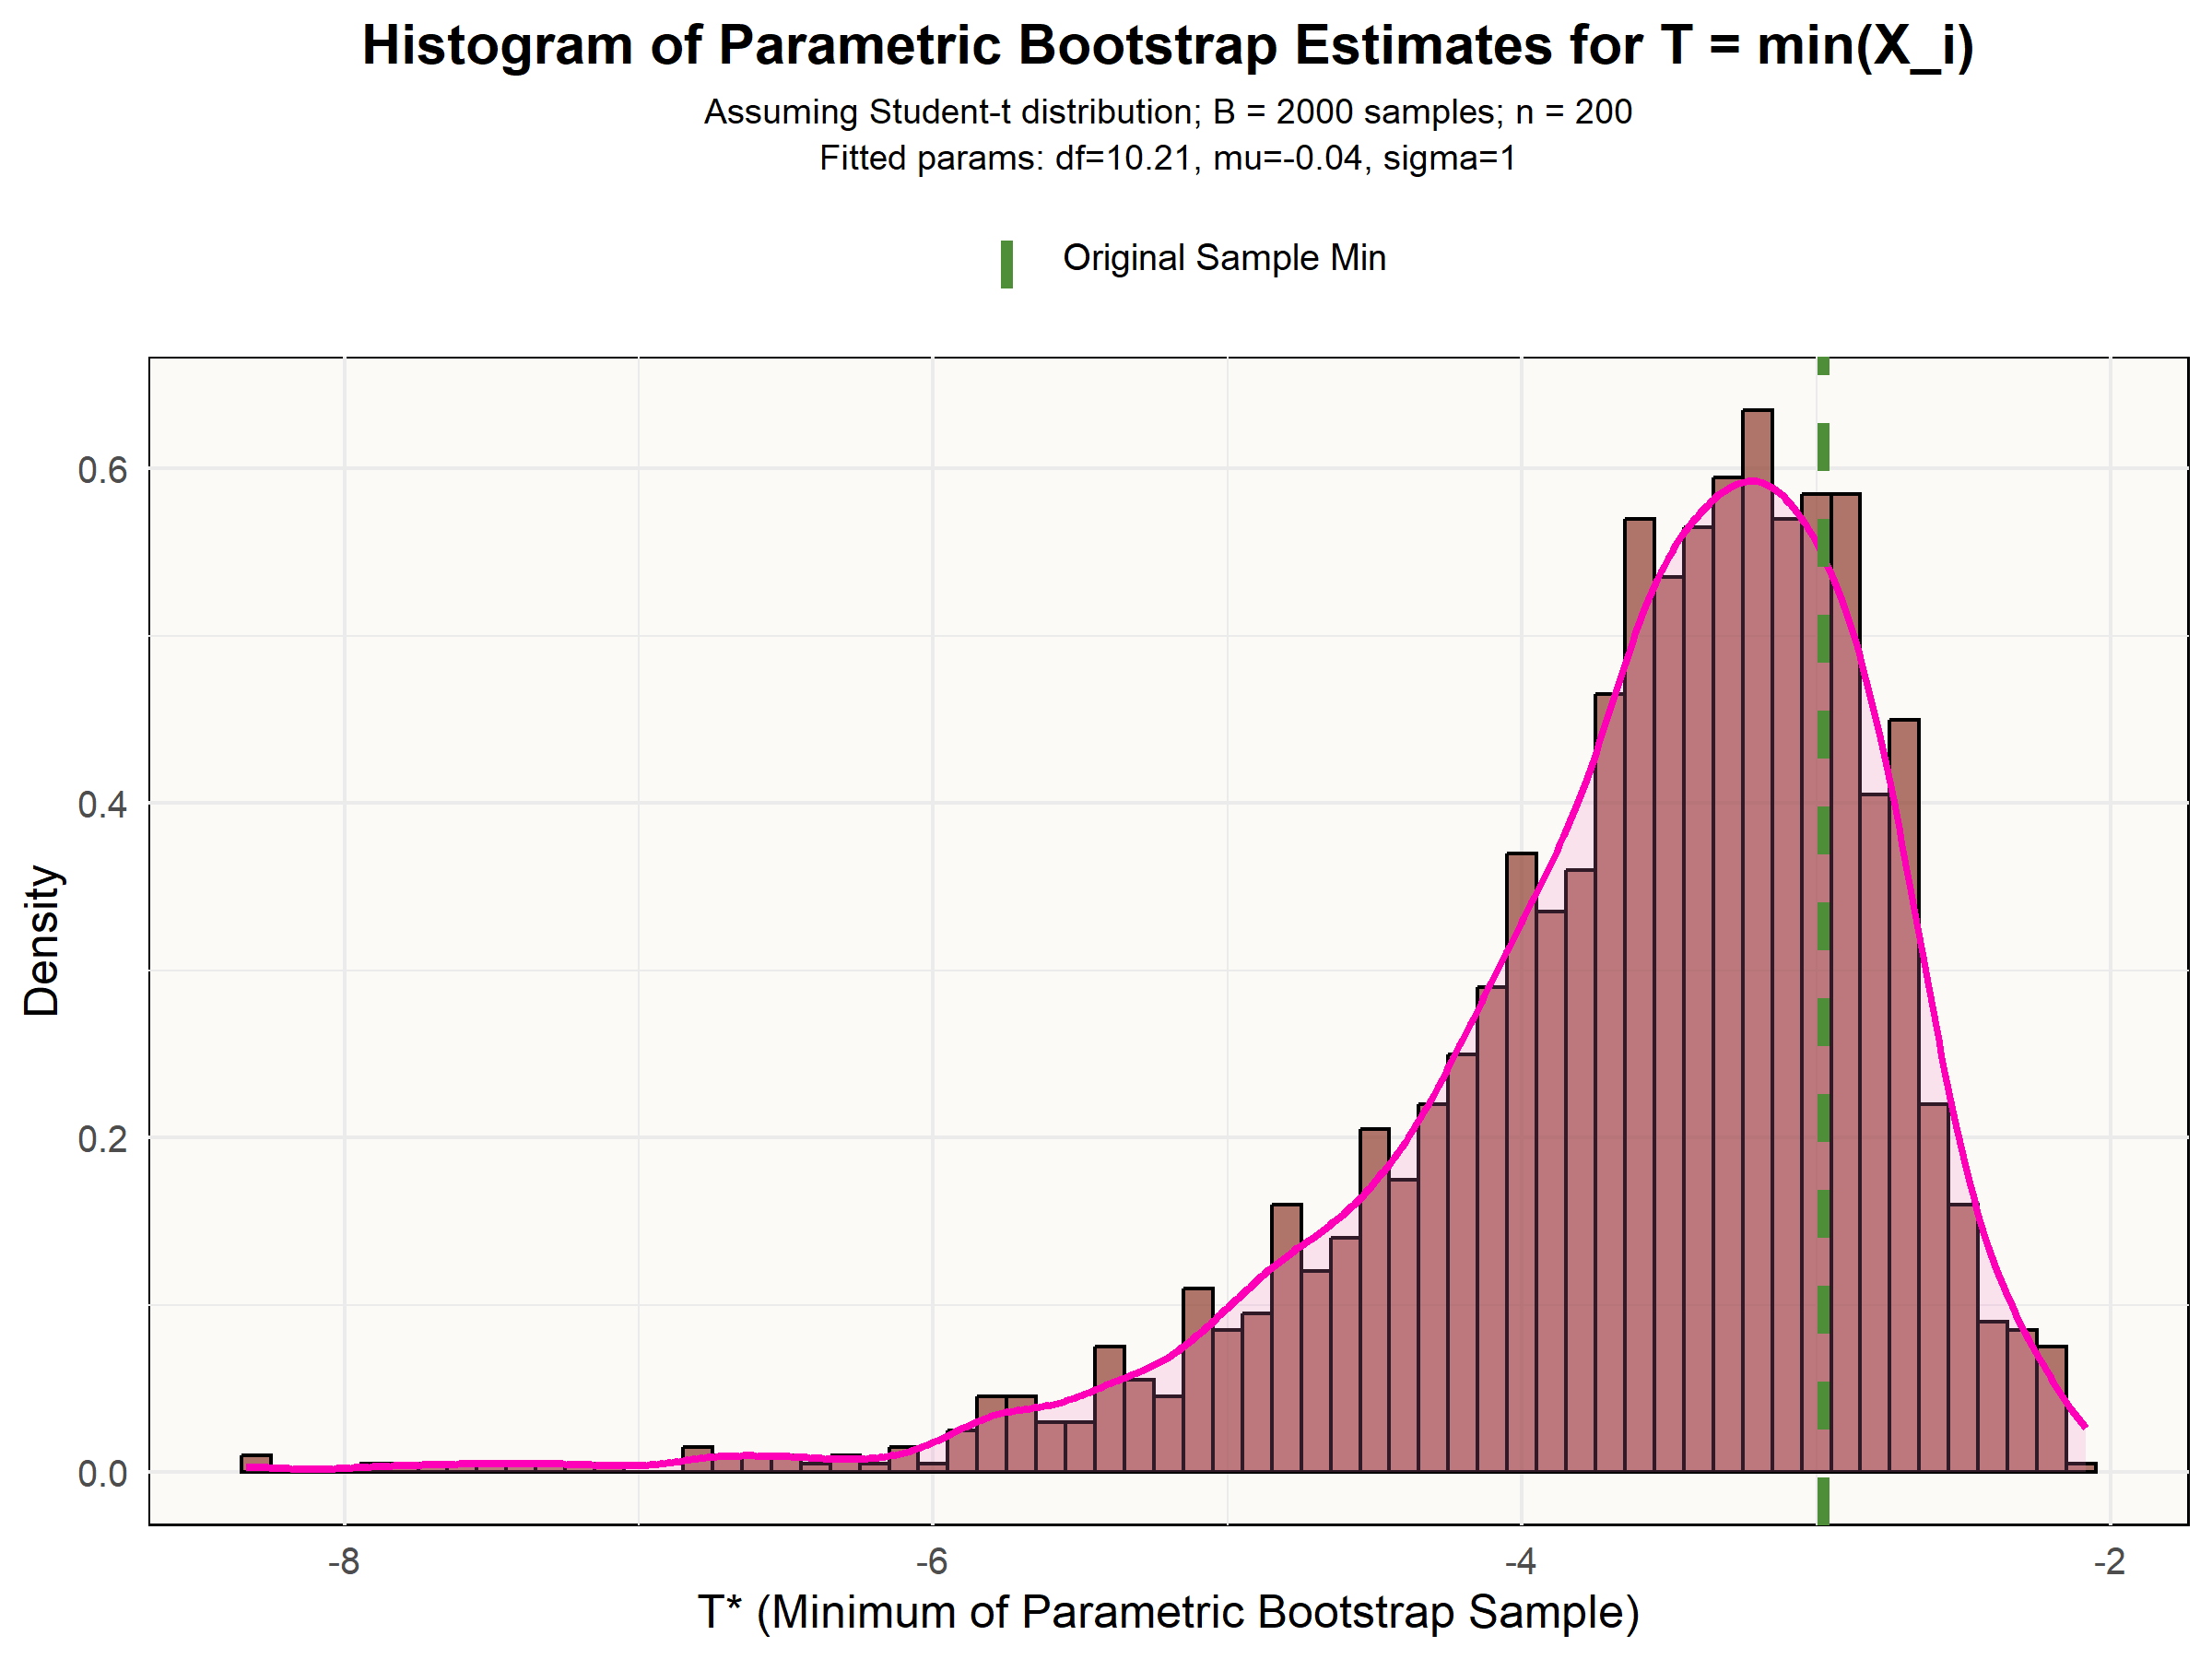 Histogram of Parametric Bootstrap Estimates for T = min(X_i)
Assuming Student-t distribution; B = 2000 samples; n = 200
Fitted params: df=10.21, mu=-0.04, sigma=1
Original Sample Min
0.6
0.4
0.2
0.0
Density
-8
-6
-4
-2
T* (Minimum of Parametric Bootstrap Sample)